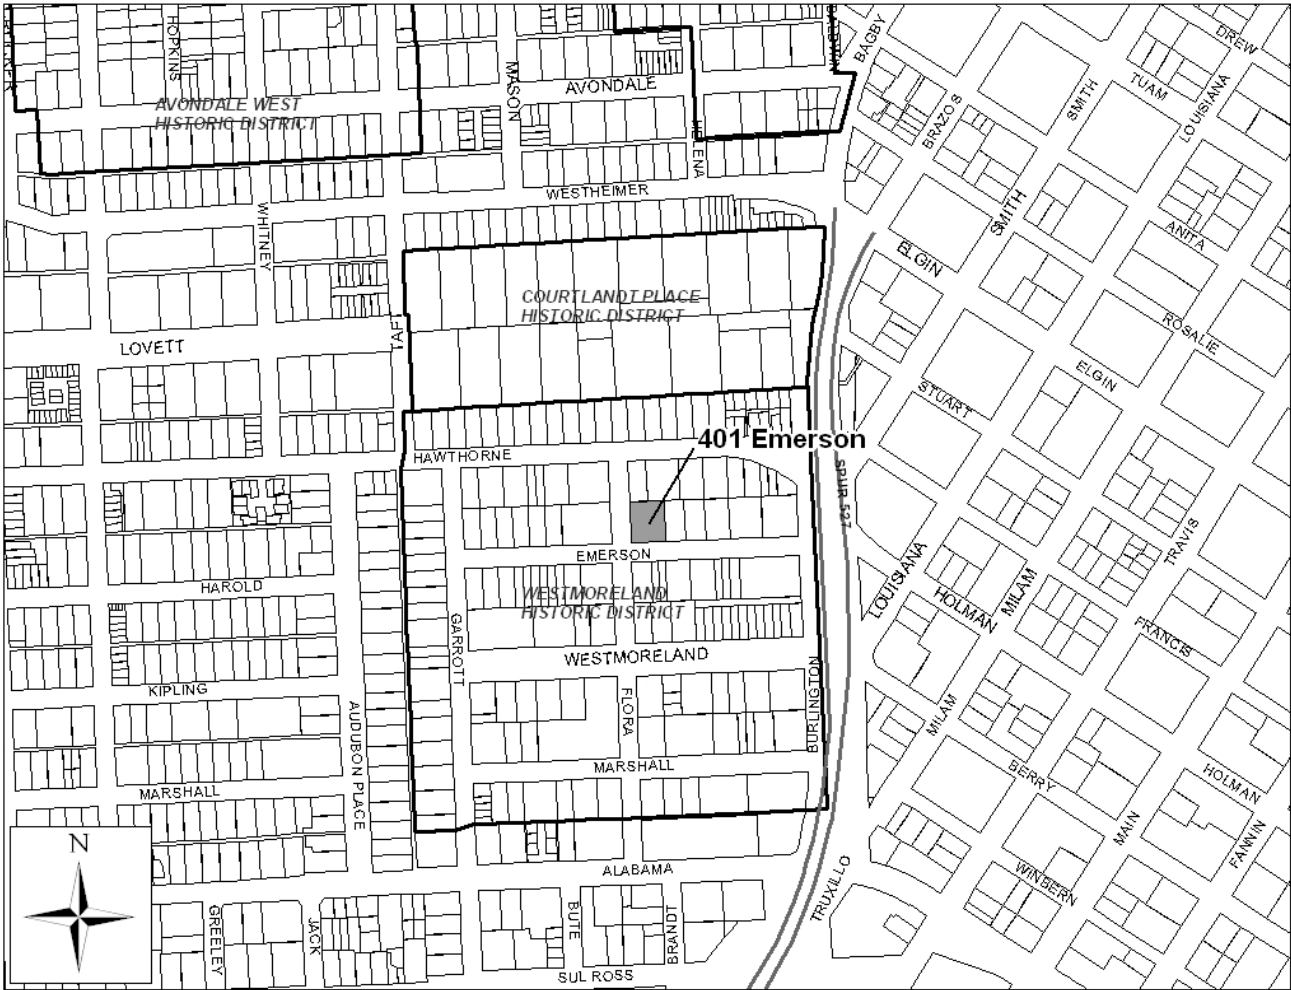 HOPKINS
BALDWIN
BAGBY
DREW
MASON
AVONDALE
TUAM
SMITH
LOUISIANA
AVONDALE WEST
HISTORIC DISTRICT
BRAZOS
WESTHEIMER
WHITNEY
SMITH
ANITA
ELGIN
COURTLANDT PLACE
HISTORIC DISTRICT
TAFT
LOVETT
ROSALIE
ELGIN
STUART
401 Emerson
HAWTHORNE
SPUR 527
EMERSON
TRAVIS
HAROLD
WESTMORELAND
HISTORIC DISTRICT
LOUISIANA
HOLMAN
MILAM
GARROTT
FRANCIS
WESTMORELAND
KIPLING
FLORA
BURLINGTON
MILAM
AUDUBON PLACE
MARSHALL
BERRY
HOLMAN
MARSHALL
MAIN
FANNIN
N
ALABAMA
WINBERN
TRUXILLO
GREELEY
JACK
BUTE
BRANDT
SUL ROSS